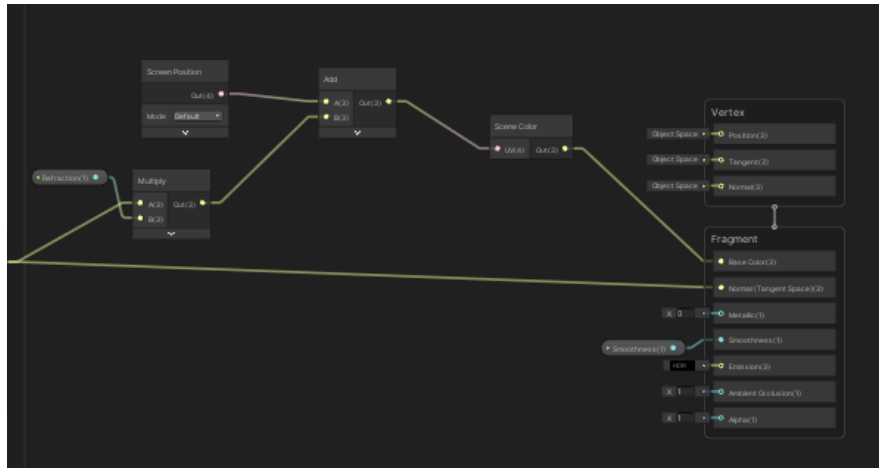 Screen Position
Out(4)
Mode Default
Add
A(3) Out(3)
B(3)
Scene Color
UV(4) Out(3)
Refraction(1)
Multiply
A(3) Out(3)
B(3)
Vertex
Object Space Position(3)
Object Space Tangent(3)
Object Space Normal(3)
Fragment
Base Color(3)
Normal (Tangent Space)(3)
X 0 Metallic(1)
Smoothness(1) Smoothness(1)
HDR Emission(3)
X 1 Ambient Occlusion(1)
X 1 Alpha(1)